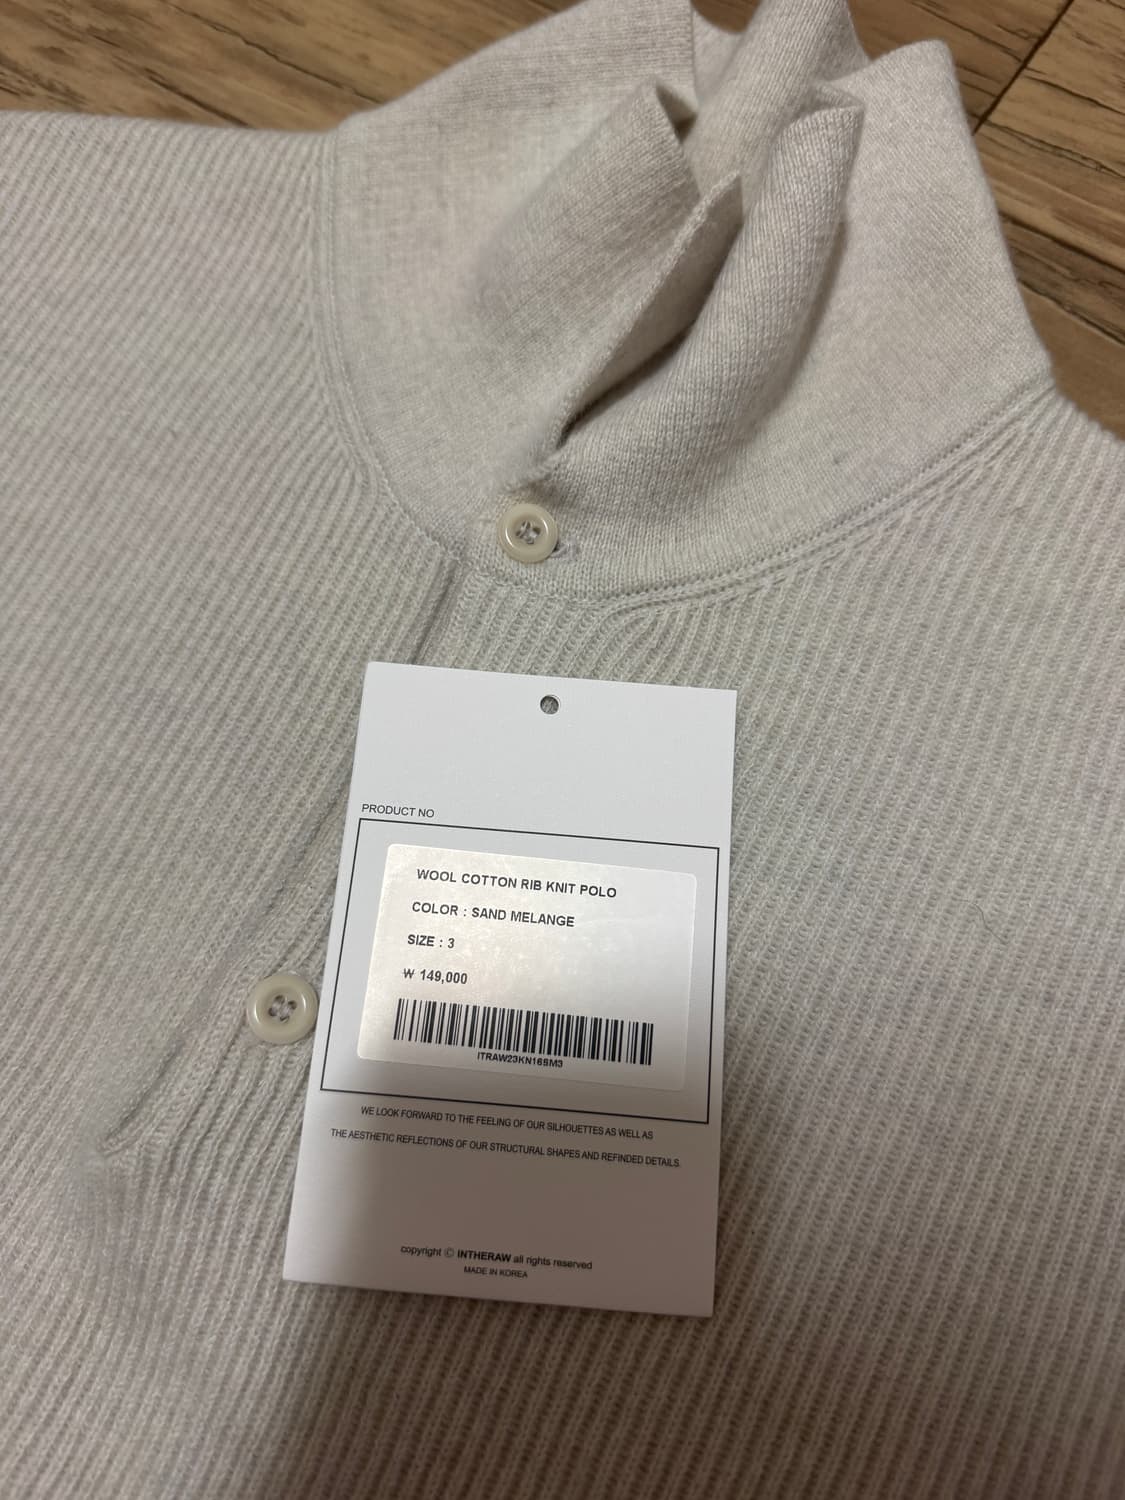 PRODUCT NO
WOOL COTTON RIB KNIT POLO
COLOR : SAND MELANGE
SIZE : 3
₩ 149,000
ITRAW23KN16SM3
WE LOOK FORWARD TO THE FEELING OF OUR SILHOUETTES AS WELL AS
THE AESTHETIC REFLECTIONS OF OUR STRUCTURAL SHAPES AND REFINDED DETAILS.
copyright © INTHERAW all rights reserved
MADE IN KOREA